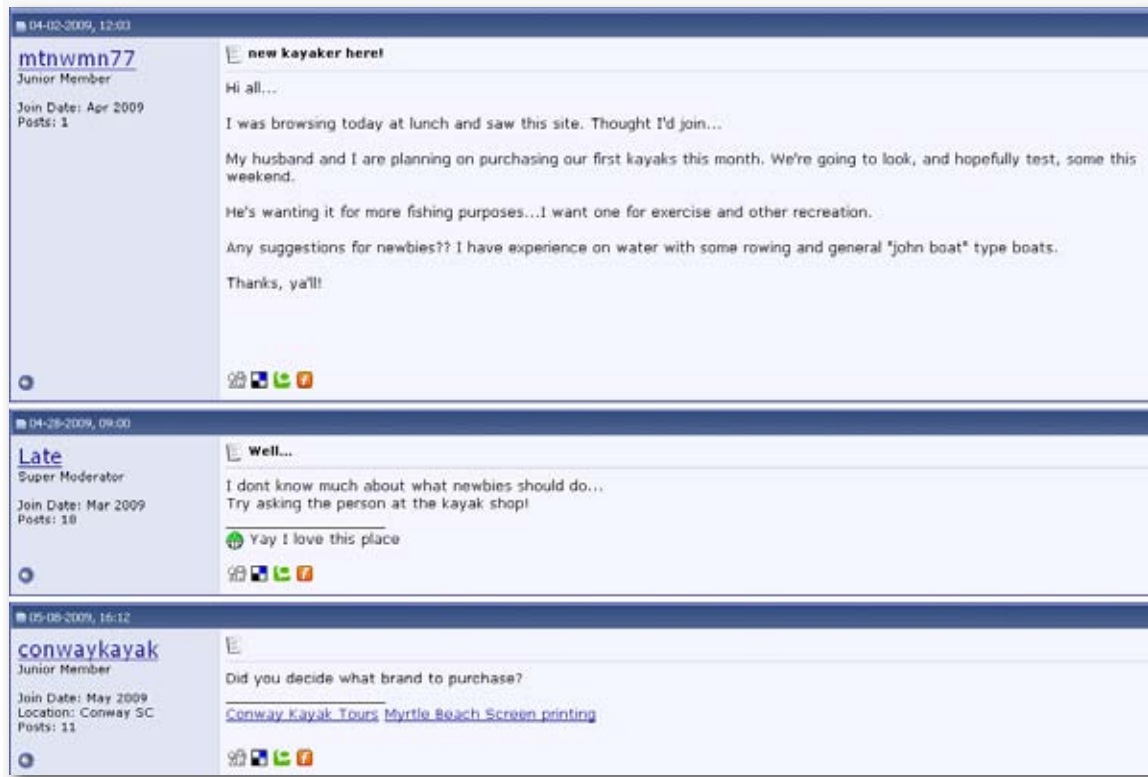 04-02-2009, 12:03
mtnwmn77
Junior Member
Join Date: Apr 2009
Posts: 1
new kayaker here!
Hi all...
I was browsing today at lunch and saw this site. Thought I'd join...
My husband and I are planning on purchasing our first kayaks this month. We're going to look, and hopefully test, some this
weekend.
He's wanting it for more fishing purposes...I want one for exercise and other recreation.
Any suggestions for newbies?? I have experience on water with some rowing and general "john boat" type boats.
Thanks, ya'll!
04-28-2009, 09:00
Late
Super Moderator
Join Date: Mar 2009
Posts: 18
Well...
I dont know much about what newbies should do...
Try asking the person at the kayak shop!
Yay I love this place
05-08-2009, 16:12
conwaykayak
Junior Member
Join Date: May 2009
Location: Conway SC
Posts: 11
Did you decide what brand to purchase?
Conway Kayak Tours Myrtle Beach Screen printing